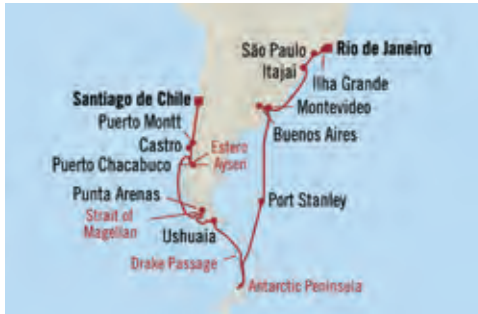 São Paulo
Rio de Janeiro
Itajaí
Ilha Grande
Santiago de Chile
Montevideo
Puerto Montt
Buenos Aires
Castro
Estero
Aysen
Puerto Chacabuco
Punta Arenas
Port Stanley
Strait of
Magellan
Ushuaia
Drake Passage
Antarctic Peninsula